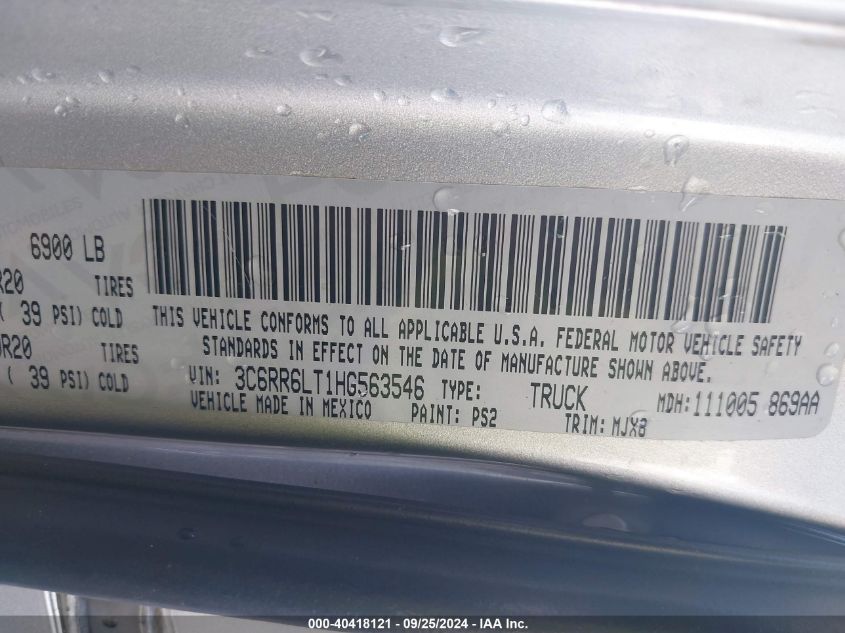 6900 LB
R20 TIRES
( 39 PSI) COLD
R20 TIRES
( 39 PSI) COLD
THIS VEHICLE CONFORMS TO ALL APPLICABLE U.S.A. FEDERAL MOTOR VEHICLE SAFETY
STANDARDS IN EFFECT ON THE DATE OF MANUFACTURE SHOWN ABOVE.
VIN: 3C6RR6LT1HG563546 TYPE: TRUCK MDH: 111005 869AA
VEHICLE MADE IN MEXICO PAINT: PS2 TRIM: MJX8
000-40418121 - 09/25/2024 - IAA Inc.